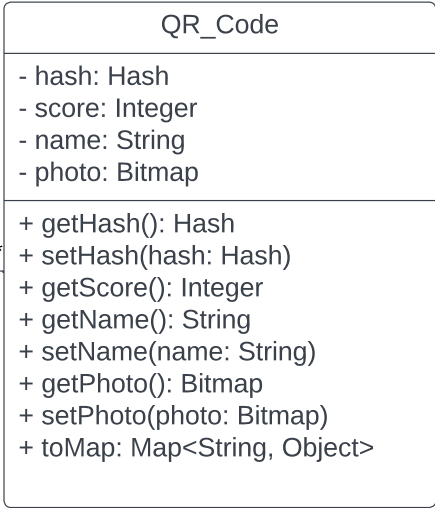 QR_Code
- hash: Hash
- score: Integer
- name: String
- photo: Bitmap
+ getHash(): Hash
+ setHash(hash: Hash)
+ getScore(): Integer
+ getName(): String
+ setName(name: String)
+ getPhoto(): Bitmap
+ setPhoto(photo: Bitmap)
+ toMap: Map<String, Object>